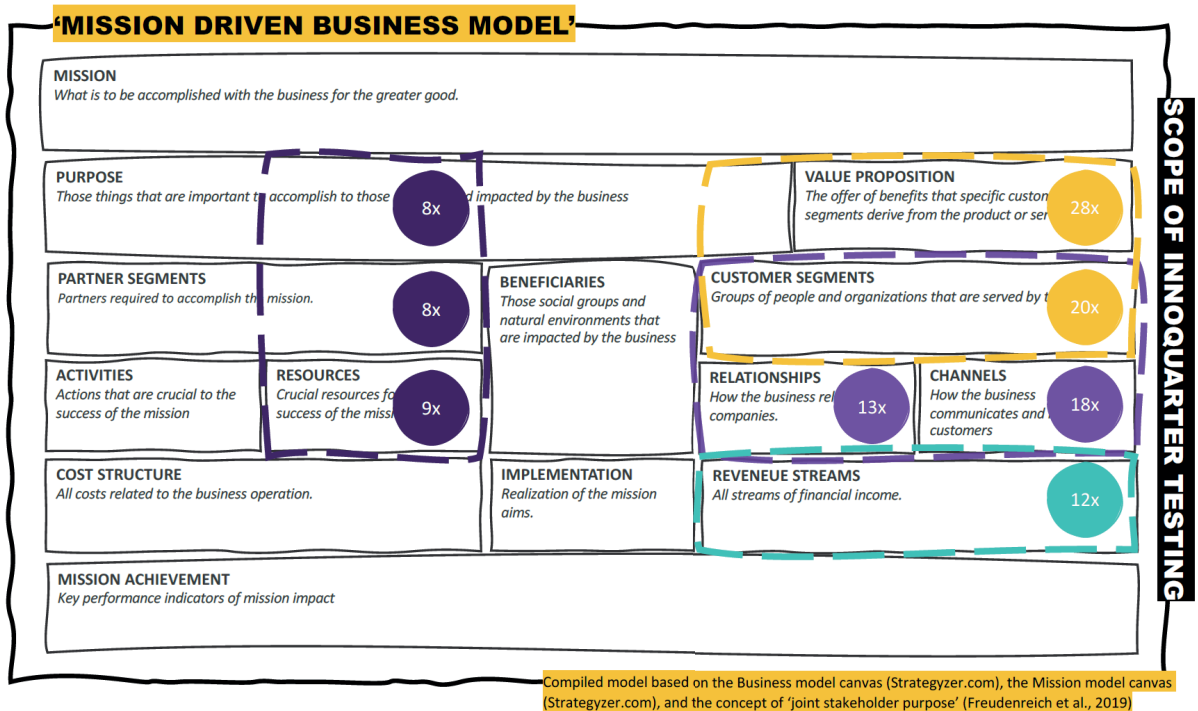 ‘MISSION DRIVEN BUSINESS MODEL’
MISSION
What is to be accomplished with the business for the greater good.
PURPOSE
Those things that are important to accomplish to those d impacted by the business
8x
VALUE PROPOSITION
The offer of benefits that specific custom
segments derive from the product or ser
28x
PARTNER SEGMENTS
Partners required to accomplish the mission.
8x
BENEFICIARIES
Those social groups and
natural environments that
are impacted by the business
CUSTOMER SEGMENTS
Groups of people and organizations that are served by t
20x
ACTIVITIES
Actions that are crucial to the
success of the mission
RESOURCES
Crucial resources fo
success of the missi
9x
RELATIONSHIPS
How the business rel
companies.
13x
CHANNELS
How the business
communicates and
customers
18x
COST STRUCTURE
All costs related to the business operation.
IMPLEMENTATION
Realization of the mission
aims.
REVENEUE STREAMS
All streams of financial income.
12x
MISSION ACHIEVEMENT
Key performance indicators of mission impact
SCOPE OF INNOQUARTER TESTING
Compiled model based on the Business model canvas (Strategyzer.com), the Mission model canvas
(Strategyzer.com), and the concept of ‘joint stakeholder purpose’ (Freudenreich et al., 2019)